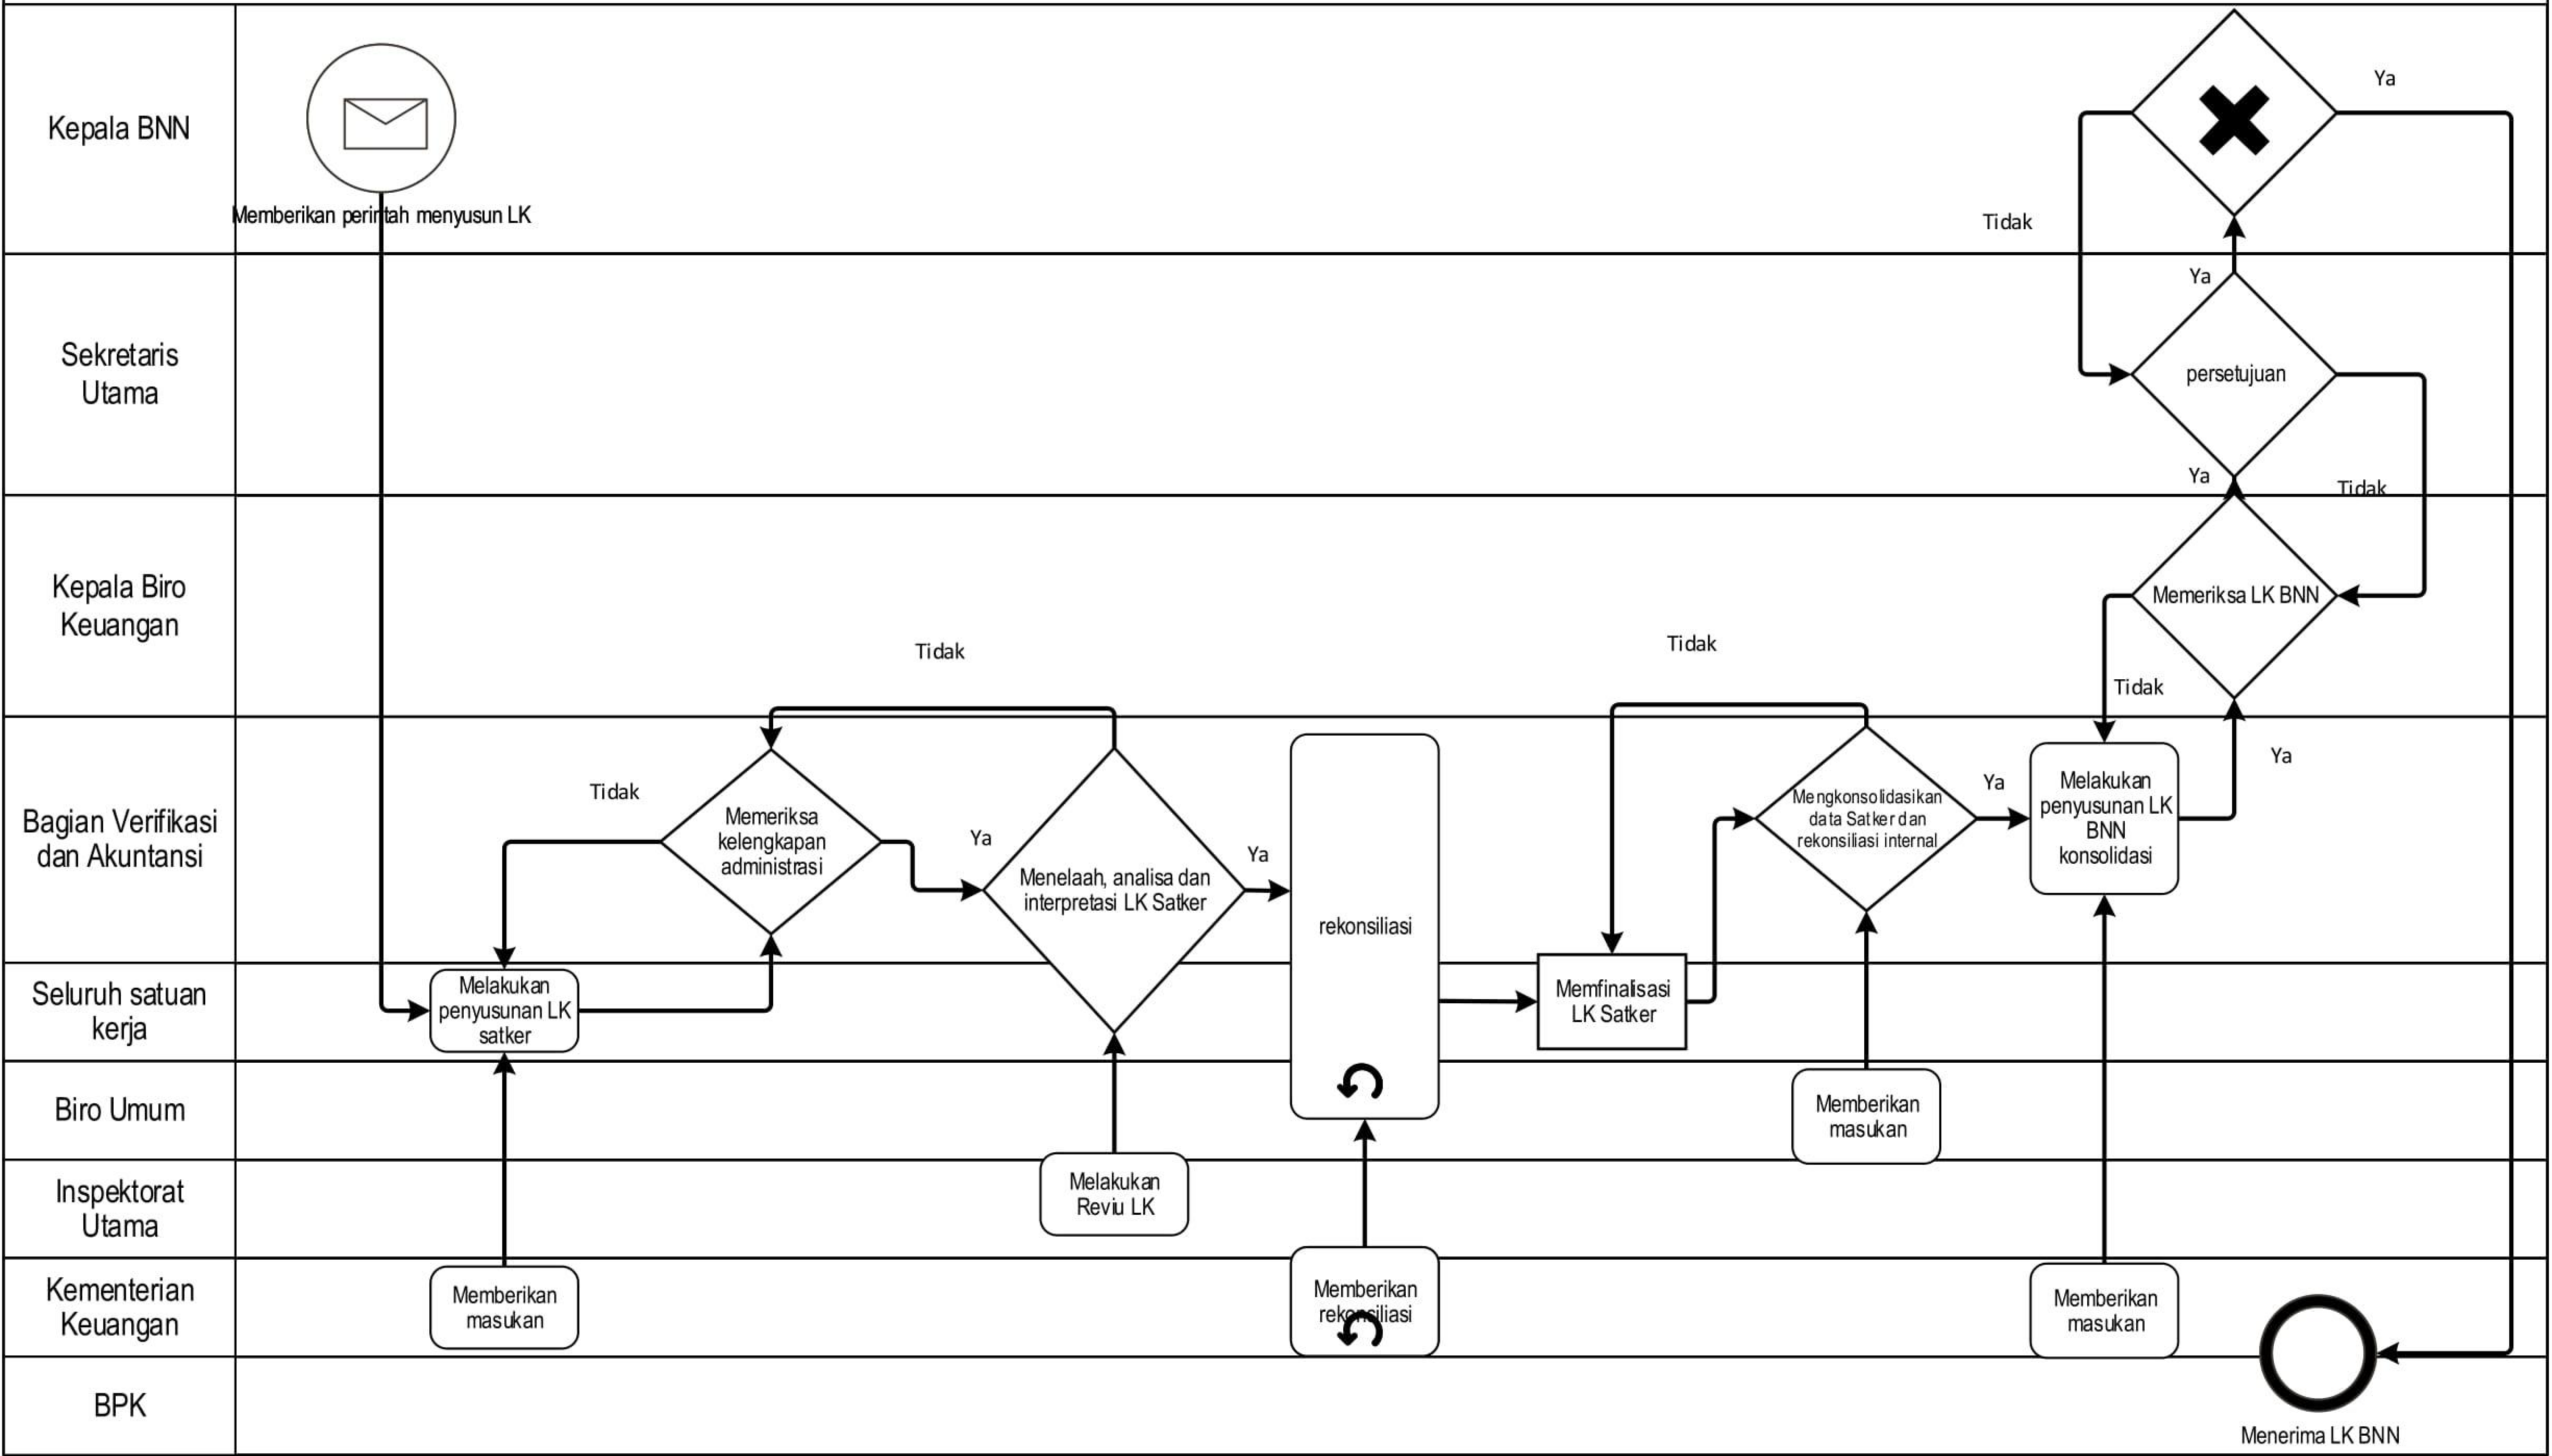 Kepala BNN
Memberikan perintah menyusun LK
Ya
Tidak
Sekretaris
Utama
Ya
persetujuan
Ya
Tidak
Kepala Biro
Keuangan
Memeriksa LK BNN
Tidak
Tidak
Tidak
Bagian Verifikasi
dan Akuntansi
Tidak
Memeriksa
kelengkapan
administrasi
Ya
Menelaah, analisa dan
interpretasi LK Satker
Ya
rekonsiliasi
Mengkonsolidasikan
data Satker dan
rekonsiliasi internal
Ya
Melakukan
penyusunan LK
BNN
konsolidasi
Ya
Seluruh satuan
kerja
Melakukan
penyusunan LK
satker
Memfinalisasi
LK Satker
Biro Umum
Memberikan
masukan
Inspektorat
Utama
Melakukan
Reviu LK
Kementerian
Keuangan
Memberikan
masukan
Memberikan
rekonsiliasi
Memberikan
masukan
BPK
Menerima LK BNN